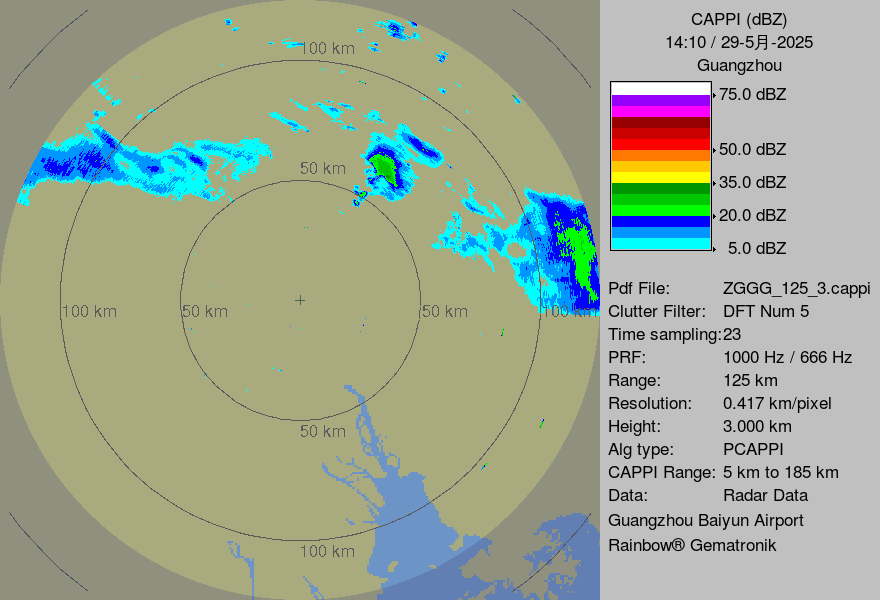 CAPPI (dBZ)
14:10 / 29-5月-2025
Guangzhou
75.0 dBZ
50.0 dBZ
35.0 dBZ
20.0 dBZ
5.0 dBZ
Pdf File: ZGGG_125_3.cappi
Clutter Filter: DFT Num 5
Time sampling:23
PRF: 1000 Hz / 666 Hz
Range: 125 km
Resolution: 0.417 km/pixel
Height: 3.000 km
Alg type: PCAPPI
CAPPI Range: 5 km to 185 km
Data: Radar Data
Guangzhou Baiyun Airport
Rainbow® Gematronik
100 km
50 km
100 km
50 km
50 km
100 km
50 km
100 km